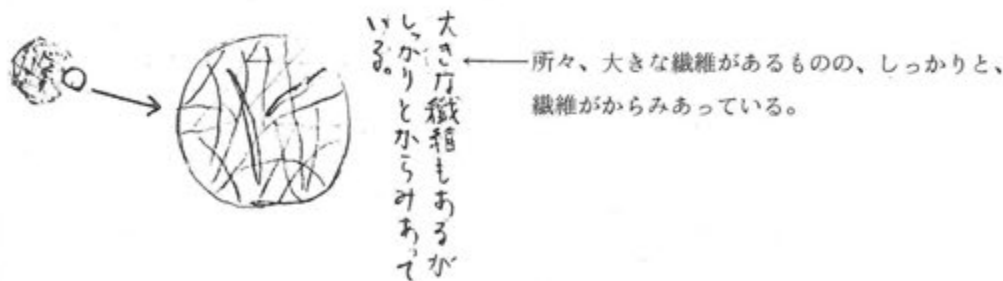 大きな繊維もあるが
しっかりとからみあって
いる。
所々、大きな繊維があるものの、しっかりと、
繊維がからみあっている。